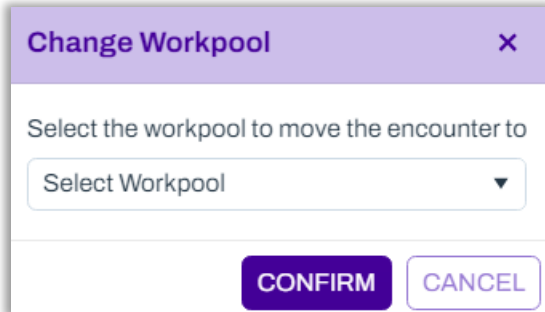 Change Workpool
Select the workpool to move the encounter to
Select Workpool
CONFIRM CANCEL